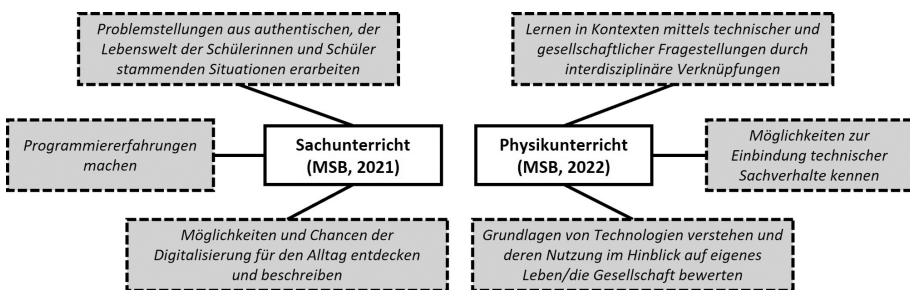 Problemstellungen aus authentischen, der
Lebenswelt der Schülerinnen und Schüler
stammenden Situationen erarbeiten
Lernen in Kontexten mittels technischer und
gesellschaftlicher Fragestellungen durch
interdisziplinäre Verknüpfungen
Programmiererfahrungen
machen
Sachunterricht
(MSB, 2021)
Physikunterricht
(MSB, 2022)
Möglichkeiten zur
Einbindung technischer
Sachverhalte kennen
Möglichkeiten und Chancen der
Digitalisierung für den Alltag entdecken
und beschreiben
Grundlagen von Technologien verstehen und
deren Nutzung im Hinblick auf eigenes
Leben/die Gesellschaft bewerten